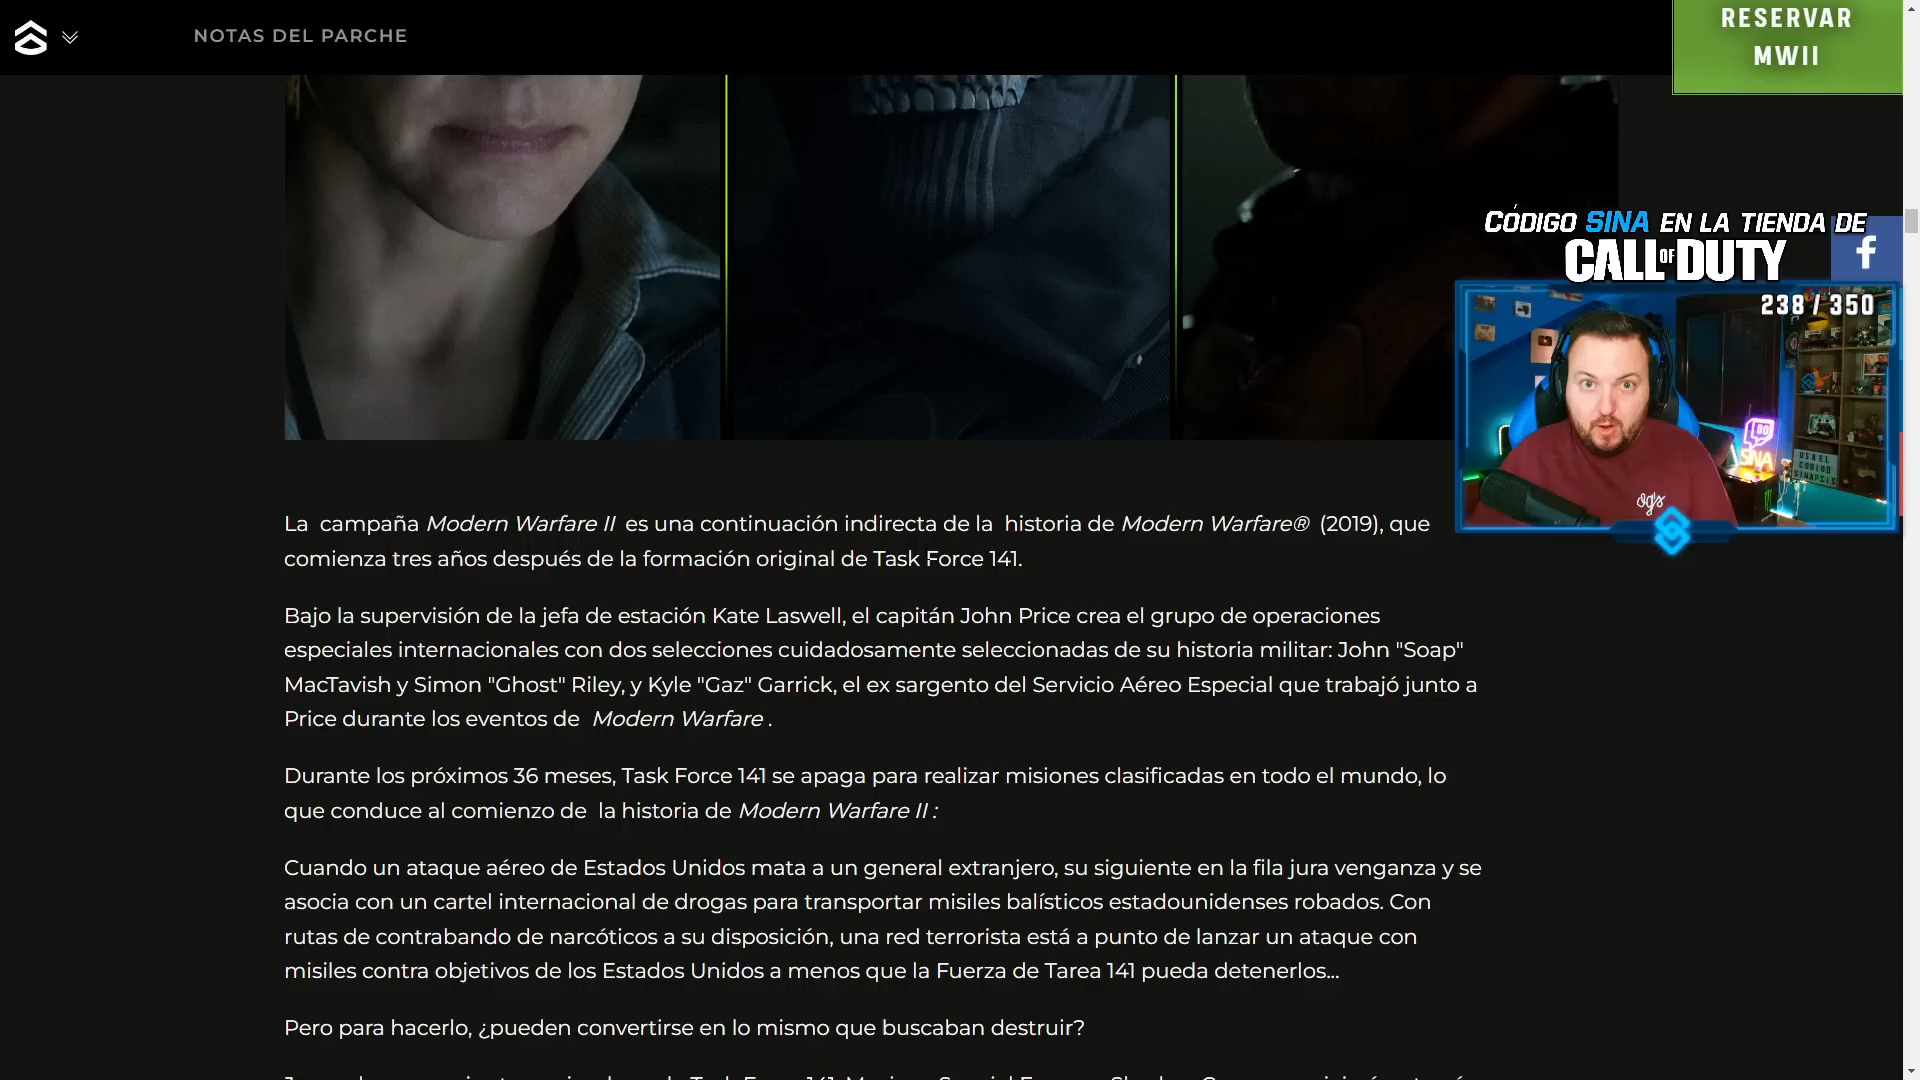 NOTAS DEL PARCHE
RESERVAR
MWII
CÓDIGO SINA EN LA TIENDA DE
CALL OF DUTY
f
238 / 350
SINA
USA EL
CODIGO
SINAPSIS
og's
La campaña Modern Warfare II es una continuación indirecta de la historia de Modern Warfare® (2019), que
comienza tres años después de la formación original de Task Force 141.
Bajo la supervisión de la jefa de estación Kate Laswell, el capitán John Price crea el grupo de operaciones
especiales internacionales con dos selecciones cuidadosamente seleccionadas de su historia militar: John "Soap"
MacTavish y Simon "Ghost" Riley, y Kyle "Gaz" Garrick, el ex sargento del Servicio Aéreo Especial que trabajó junto a
Price durante los eventos de Modern Warfare .
Durante los próximos 36 meses, Task Force 141 se apaga para realizar misiones clasificadas en todo el mundo, lo
que conduce al comienzo de la historia de Modern Warfare II :
Cuando un ataque aéreo de Estados Unidos mata a un general extranjero, su siguiente en la fila jura venganza y se
asocia con un cartel internacional de drogas para transportar misiles balísticos estadounidenses robados. Con
rutas de contrabando de narcóticos a su disposición, una red terrorista está a punto de lanzar un ataque con
misiles contra objetivos de los Estados Unidos a menos que la Fuerza de Tarea 141 pueda detenerlos...
Pero para hacerlo, ¿pueden convertirse en lo mismo que buscaban destruir?